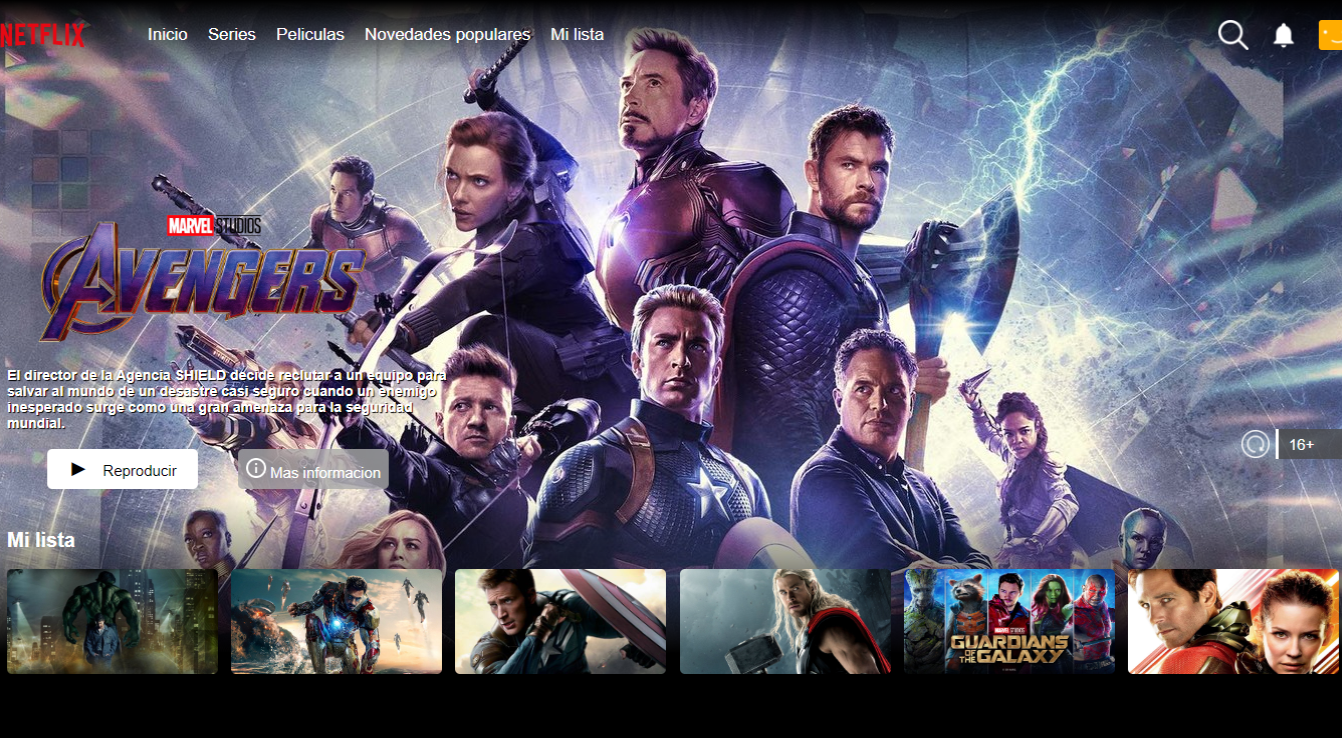 NETFLIX
Inicio Series Peliculas Novedades populares Mi lista
MARVEL STUDIOS
AVENGERS
El director de la Agencia SHIELD decide reclutar a un equipo para
salvar al mundo de un desastre casi seguro cuando un enemigo
inesperado surge como una gran amenaza para la seguridad
mundial.
16+
Reproducir
Mas informacion
Mi lista
GUARDIANS
OF THE GALAXY